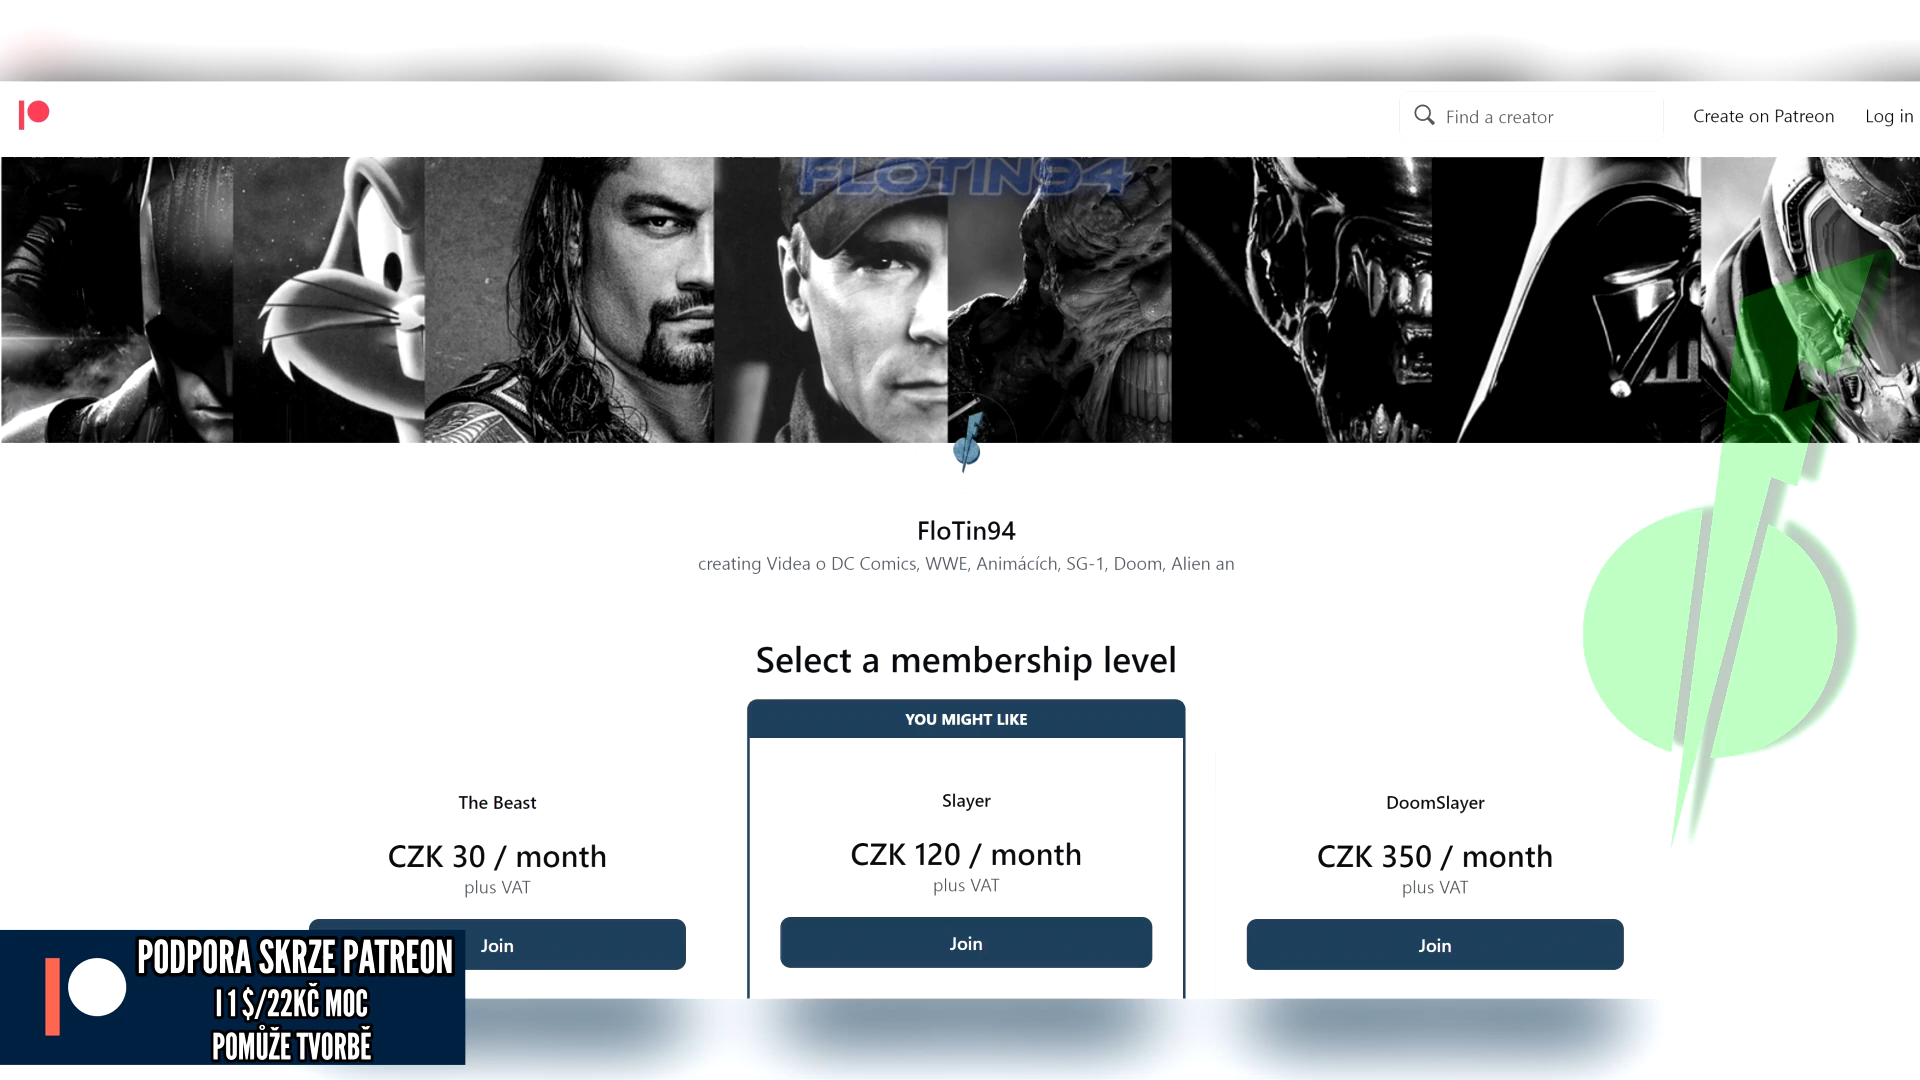 Find a creator
Create on Patreon
Log in
FLOTIN94
FloTin94
creating Videa o DC Comics, WWE, Animácích, SG-1, Doom, Alien an
Select a membership level
YOU MIGHT LIKE
The Beast
CZK 30 / month
plus VAT
Join
Slayer
CZK 120 / month
plus VAT
Join
DoomSlayer
CZK 350 / month
plus VAT
Join
PODPORA SKRZE PATREON
I 1 $/22KČ MOC
POMŮŽE TVORBĚ